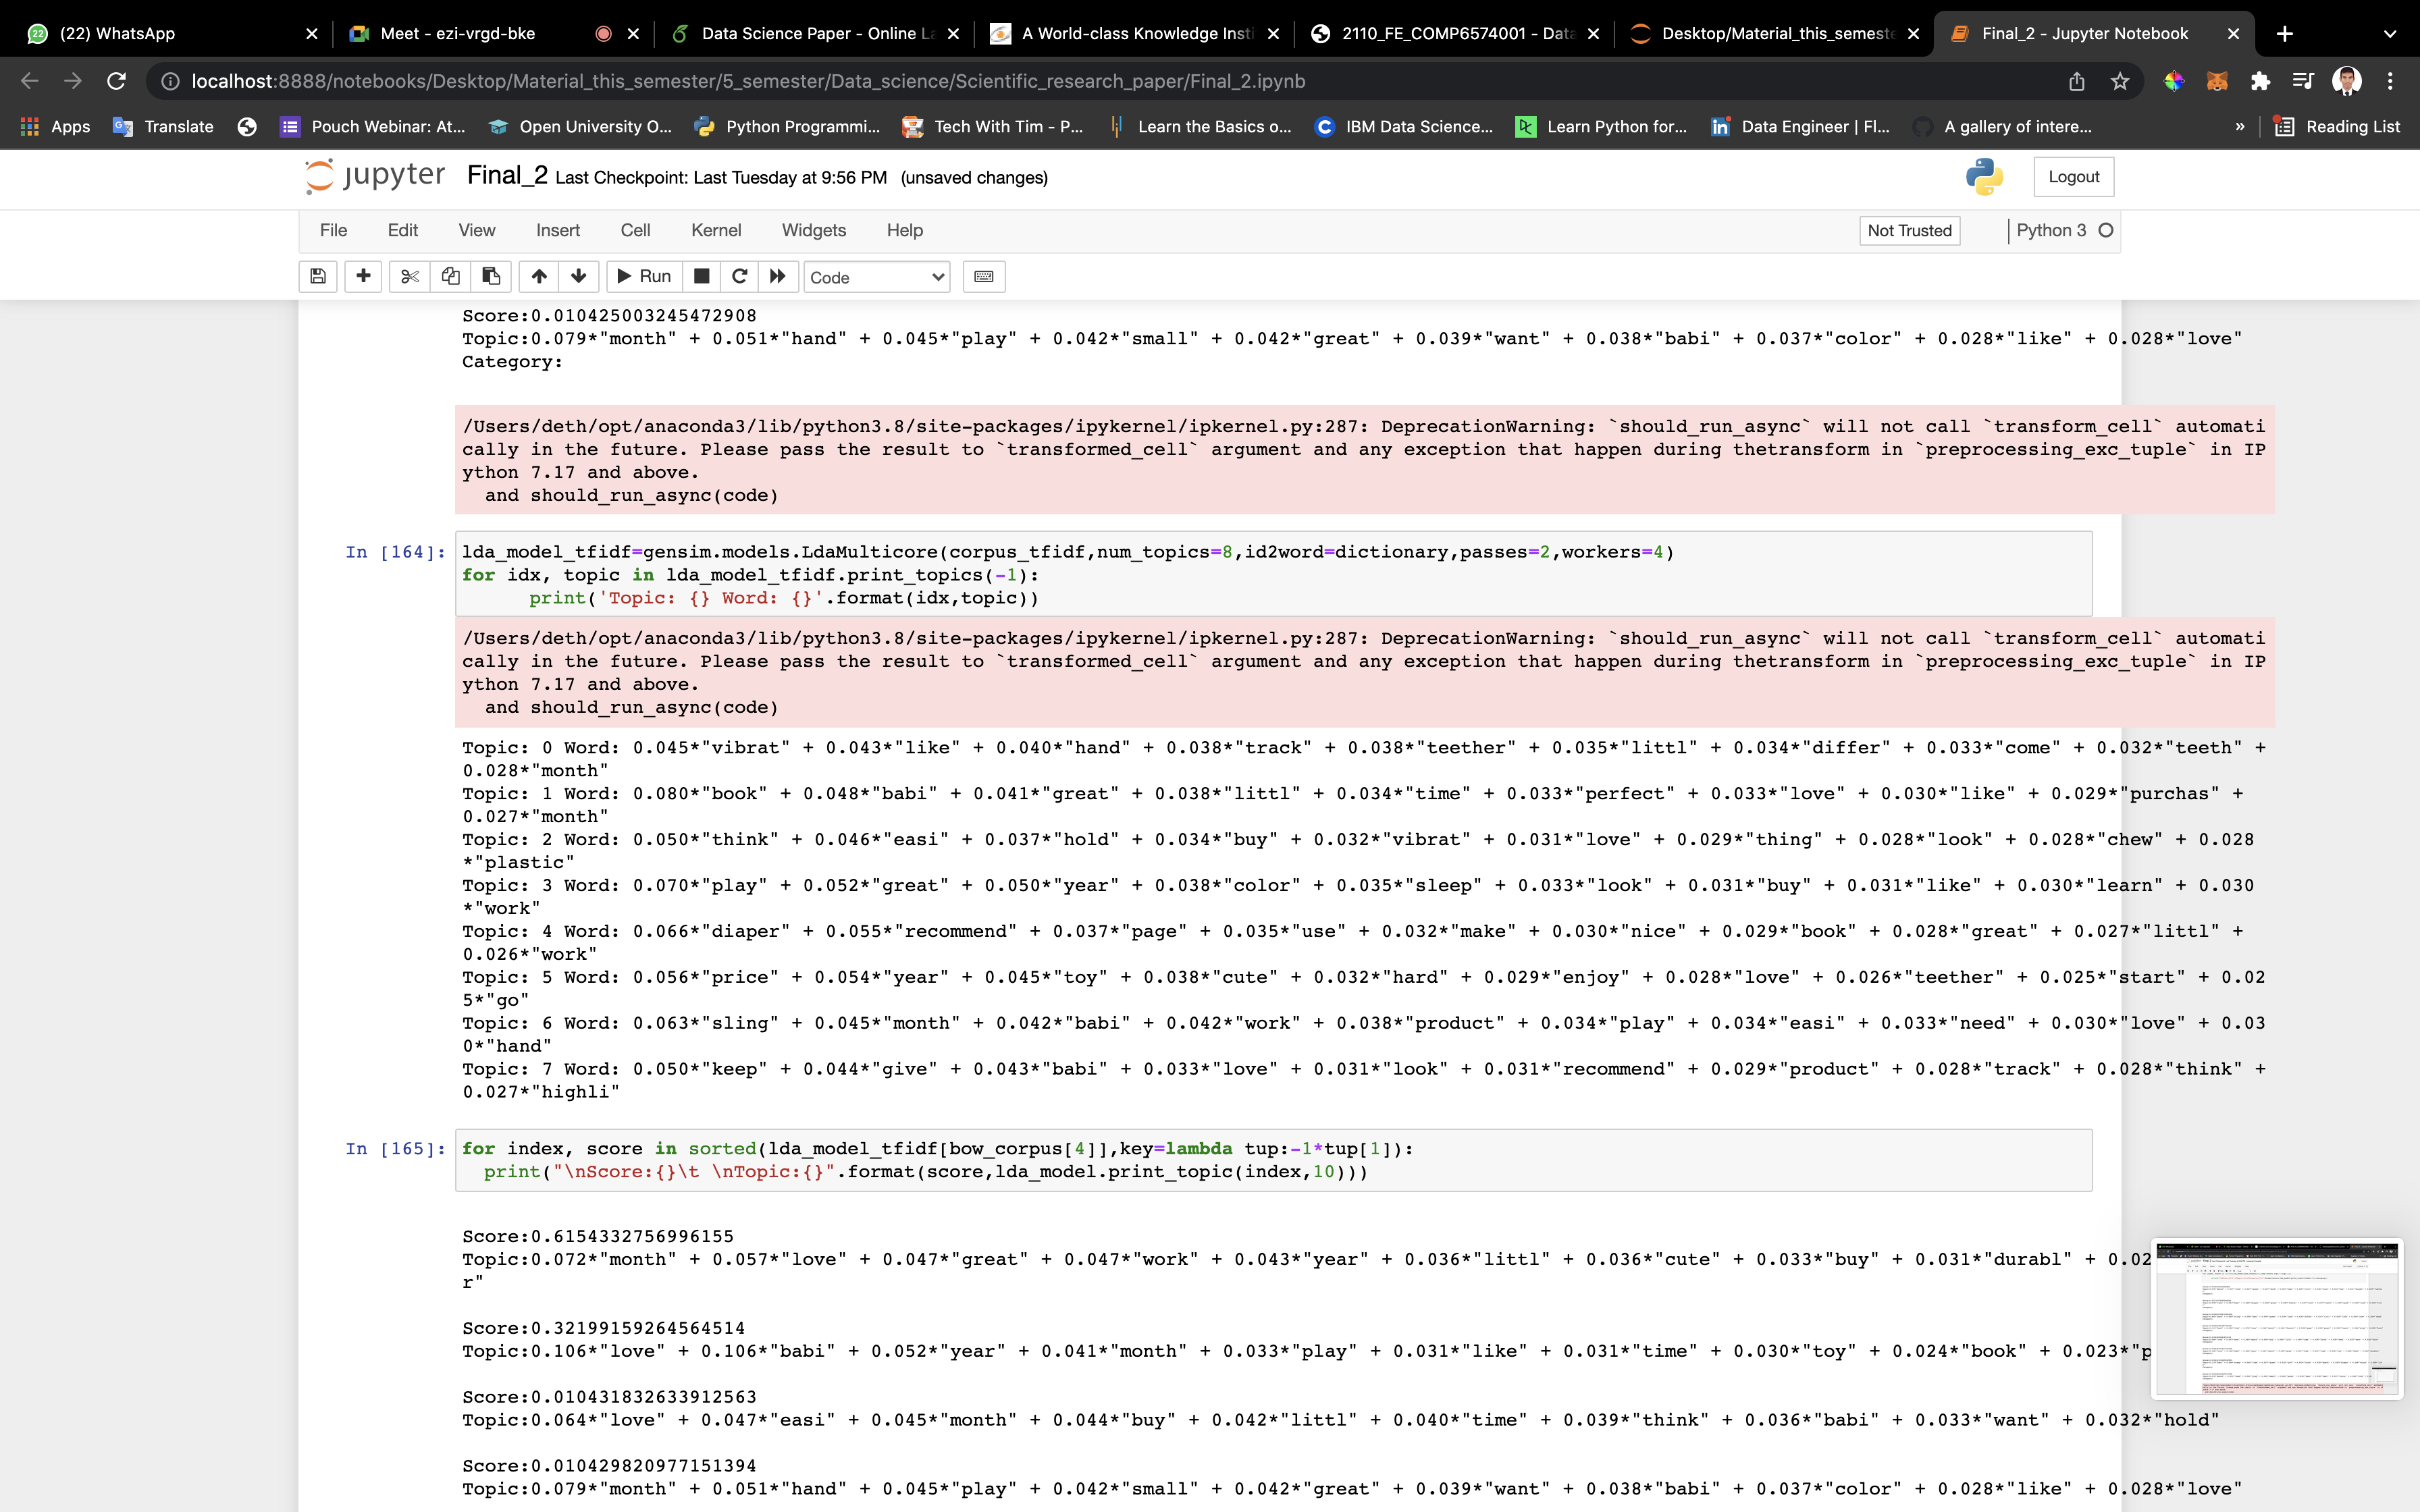 (22) WhatsApp
Meet - ezi-vrgd-bke
Data Science Paper - Online La
A World-class Knowledge Insti
2110_FE_COMP6574001 - Data
Desktop/Material_this_semeste
Final_2 - Jupyter Notebook
localhost:8888/notebooks/Desktop/Material_this_semester/5_semester/Data_science/Scientific_research_paper/Final_2.ipynb
Apps
Translate
Pouch Webinar: At...
Open University O...
Python Programmi...
Tech With Tim - P...
Learn the Basics o...
IBM Data Science...
Learn Python for...
Data Engineer | Fl...
A gallery of intere...
»
Reading List
jupyter Final_2 Last Checkpoint: Last Tuesday at 9:56 PM (unsaved changes)
Logout
File Edit View Insert Cell Kernel Widgets Help
Not Trusted
Python 3
Run
Code
Score:0.010425003245472908
Topic:0.079*"month" + 0.051*"hand" + 0.045*"play" + 0.042*"small" + 0.042*"great" + 0.039*"want" + 0.038*"babi" + 0.037*"color" + 0.028*"like" + 0.028*"love"
Category:
/Users/deth/opt/anaconda3/lib/python3.8/site-packages/ipykernel/ipkernel.py:287: DeprecationWarning: `should_run_async` will not call `transform_cell` automati
cally in the future. Please pass the result to `transformed_cell` argument and any exception that happen during thetransform in `preprocessing_exc_tuple` in IP
ython 7.17 and above.
and should_run_async(code)
In [164]:
lda_model_tfidf=gensim.models.LdaMulticore(corpus_tfidf,num_topics=8,id2word=dictionary,passes=2,workers=4)
for idx, topic in lda_model_tfidf.print_topics(-1):
print('Topic: {} Word: {}'.format(idx,topic))
/Users/deth/opt/anaconda3/lib/python3.8/site-packages/ipykernel/ipkernel.py:287: DeprecationWarning: `should_run_async` will not call `transform_cell` automati
cally in the future. Please pass the result to `transformed_cell` argument and any exception that happen during thetransform in `preprocessing_exc_tuple` in IP
ython 7.17 and above.
and should_run_async(code)
Topic: 0 Word: 0.045*"vibrat" + 0.043*"like" + 0.040*"hand" + 0.038*"track" + 0.038*"teether" + 0.035*"littl" + 0.034*"differ" + 0.033*"come" + 0.032*"teeth" +
0.028*"month"
Topic: 1 Word: 0.080*"book" + 0.048*"babi" + 0.041*"great" + 0.038*"littl" + 0.034*"time" + 0.033*"perfect" + 0.033*"love" + 0.030*"like" + 0.029*"purchas" +
0.027*"month"
Topic: 2 Word: 0.050*"think" + 0.046*"easi" + 0.037*"hold" + 0.034*"buy" + 0.032*"vibrat" + 0.031*"love" + 0.029*"thing" + 0.028*"look" + 0.028*"chew" + 0.028
*"plastic"
Topic: 3 Word: 0.070*"play" + 0.052*"great" + 0.050*"year" + 0.038*"color" + 0.035*"sleep" + 0.033*"look" + 0.031*"buy" + 0.031*"like" + 0.030*"learn" + 0.030
*"work"
Topic: 4 Word: 0.066*"diaper" + 0.055*"recommend" + 0.037*"page" + 0.035*"use" + 0.032*"make" + 0.030*"nice" + 0.029*"book" + 0.028*"great" + 0.027*"littl" +
0.026*"work"
Topic: 5 Word: 0.056*"price" + 0.054*"year" + 0.045*"toy" + 0.038*"cute" + 0.032*"hard" + 0.029*"enjoy" + 0.028*"love" + 0.026*"teether" + 0.025*"start" + 0.02
5*"go"
Topic: 6 Word: 0.063*"sling" + 0.045*"month" + 0.042*"babi" + 0.042*"work" + 0.038*"product" + 0.034*"play" + 0.034*"easi" + 0.033*"need" + 0.030*"love" + 0.03
0*"hand"
Topic: 7 Word: 0.050*"keep" + 0.044*"give" + 0.043*"babi" + 0.033*"love" + 0.031*"look" + 0.031*"recommend" + 0.029*"product" + 0.028*"track" + 0.028*"think" +
0.027*"highli"
In [165]:
for index, score in sorted(lda_model_tfidf[bow_corpus[4]],key=lambda tup:-1*tup[1]):
print("\nScore:{}\t \nTopic:{}".format(score,lda_model.print_topic(index,10)))
Score:0.6154332756996155
Topic:0.072*"month" + 0.057*"love" + 0.047*"great" + 0.047*"work" + 0.043*"year" + 0.036*"littl" + 0.036*"cute" + 0.033*"buy" + 0.031*"durabl" + 0.02
r"
Score:0.32199159264564514
Topic:0.106*"love" + 0.106*"babi" + 0.052*"year" + 0.041*"month" + 0.033*"play" + 0.031*"like" + 0.031*"time" + 0.030*"toy" + 0.024*"book" + 0.023*"p
Score:0.010431832633912563
Topic:0.064*"love" + 0.047*"easi" + 0.045*"month" + 0.044*"buy" + 0.042*"littl" + 0.040*"time" + 0.039*"think" + 0.036*"babi" + 0.033*"want" + 0.032*"hold"
Score:0.010429820977151394
Topic:0.079*"month" + 0.051*"hand" + 0.045*"play" + 0.042*"small" + 0.042*"great" + 0.039*"want" + 0.038*"babi" + 0.037*"color" + 0.028*"like" + 0.028*"love"